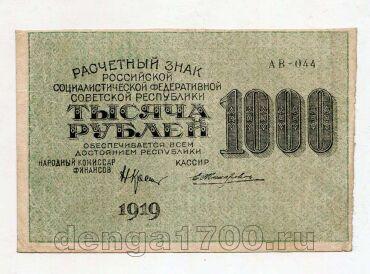 РАСЧЕТНЫЙ ЗНАК
РОССИЙСКОЙ
СОЦИАЛИСТИЧЕСКОЙ ФЕДЕРАТИВНОЙ
СОВЕТСКОЙ РЕСПУБЛИКИ
АВ-044
ТЫСЯЧА
РУБЛЕЙ
1000
ОБЕСПЕЧИВАЕТСЯ ВСЕМ
ДОСТОЯНИЕМ РЕСПУБЛИКИ
НАРОДНЫЙ КОМИССАР
ФИНАНСОВ
КАССИР
1919
denga1700.ru